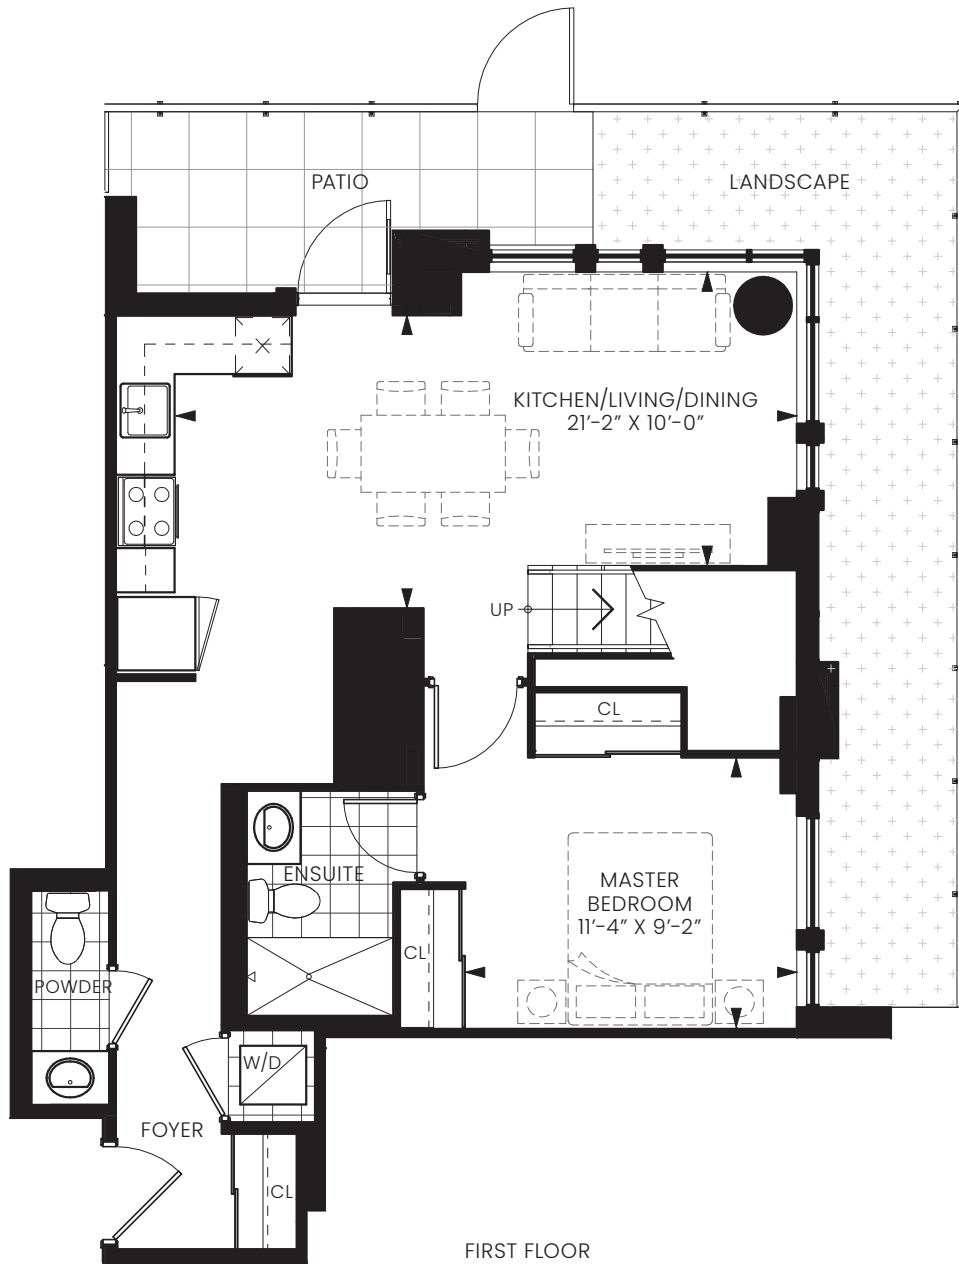 PATIO
LANDSCAPE
KITCHEN/LIVING/DINING
21'-2" X 10'-0"
UP
CL
ENSUITE
MASTER
BEDROOM
11'-4" X 9'-2"
CL
POWDER
W/D
FOYER
CL
FIRST FLOOR